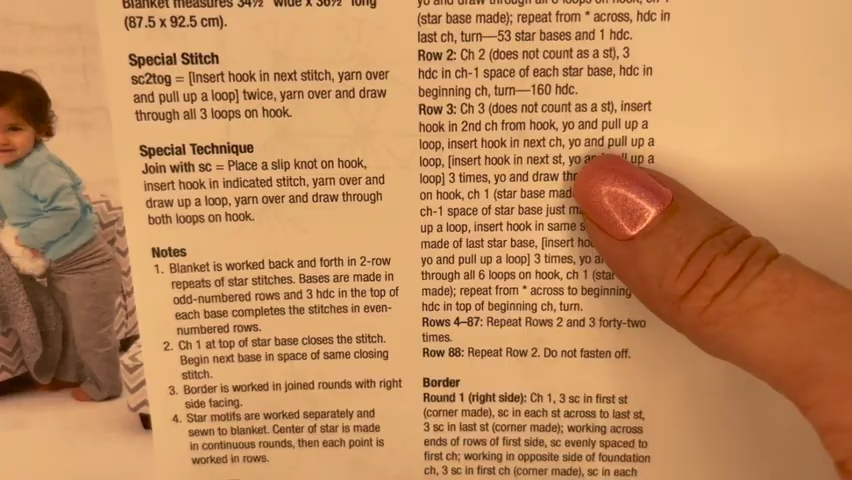 Blanket measures 34½" wide x 36½" long
(87.5 x 92.5 cm).
Special Stitch
sc2tog = [Insert hook in next stitch, yarn over
and pull up a loop] twice, yarn over and draw
through all 3 loops on hook.
Special Technique
Join with sc = Place a slip knot on hook,
insert hook in indicated stitch, yarn over and
draw up a loop, yarn over and draw through
both loops on hook.
Notes
1. Blanket is worked back and forth in 2-row
repeats of star stitches. Bases are made in
odd-numbered rows and 3 hdc in the top of
each base completes the stitches in even-
numbered rows.
2. Ch 1 at top of star base closes the stitch.
Begin next base in space of same closing
stitch.
3. Border is worked in joined rounds with right
side facing.
4. Star motifs are worked separately and
sewn to blanket. Center of star is made
in continuous rounds, then each point is
worked in rows.
yo and draw through all 6 loops on hook, ch 1
(star base made); repeat from * across, hdc in
last ch, turn—53 star bases and 1 hdc.
Row 2: Ch 2 (does not count as a st), 3
hdc in ch-1 space of each star base, hdc in
beginning ch, turn—160 hdc.
Row 3: Ch 3 (does not count as a st), insert
hook in 2nd ch from hook, yo and pull up a
loop, insert hook in next ch, yo and pull up a
loop, [insert hook in next st, yo up a
loop] 3 times, yo and draw
on hook, ch 1 (star base
ch-1 space of star base just
up a loop, insert hook in same
made of last star base, [insert
yo and pull up a loop] 3 times, yo
through all 6 loops on hook, ch 1
made); repeat from * across to beginning
hdc in top of beginning ch, turn.
Rows 4–87: Repeat Rows 2 and 3 forty-two
times.
Row 88: Repeat Row 2. Do not fasten off.
Border
Round 1 (right side): Ch 1, 3 sc in first st
(corner made), sc in each st across to last st,
3 sc in last st (corner made); working across
ends of rows of first side, sc evenly spaced to
first ch; working in opposite side of foundation
ch, 3 sc in first ch (corner made), sc in each